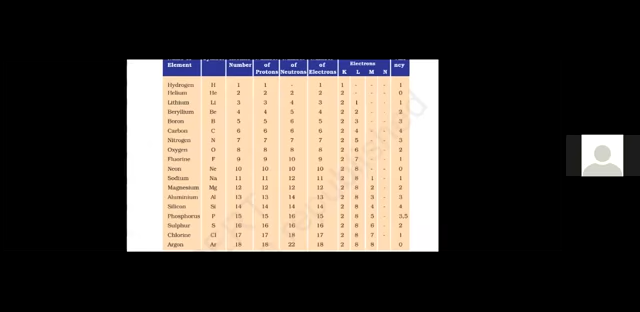 Element Number of Protons of Neutrons of Electrons Electrons K L M N ncy
Hydrogen H 1 1 - 1 1 - - - 1
Helium He 2 2 2 2 2 - - - 0
Lithium Li 3 3 4 3 2 1 - - 1
Beryllium Be 4 4 5 4 2 2 - - 2
Boron B 5 5 6 5 2 3 - - 3
Carbon C 6 6 6 6 2 4 - - 4
Nitrogen N 7 7 7 7 2 5 - - 3
Oxygen O 8 8 8 8 2 6 - - 2
Fluorine F 9 9 10 9 2 7 - - 1
Neon Ne 10 10 10 10 2 8 - - 0
Sodium Na 11 11 12 11 2 8 1 - 1
Magnesium Mg 12 12 12 12 2 8 2 - 2
Aluminium Al 13 13 14 13 2 8 3 - 3
Silicon Si 14 14 14 14 2 8 4 - 4
Phosphorus P 15 15 16 15 2 8 5 - 3,5
Sulphur S 16 16 16 16 2 8 6 - 2
Chlorine Cl 17 17 18 17 2 8 7 - 1
Argon Ar 18 18 22 18 2 8 8 0